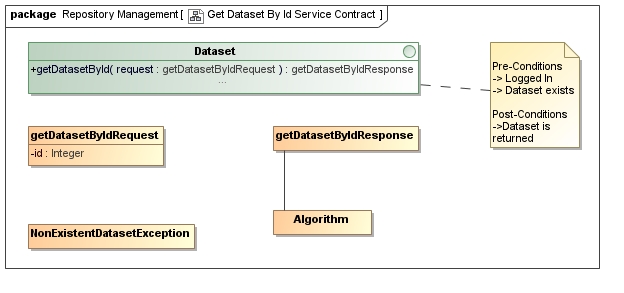 package Repository Management [ Get Dataset By Id Service Contract ]
Dataset
+getDatasetById( request : getDatasetByIdRequest ) : getDatasetByIdResponse
...
Pre-Conditions
-> Logged In
-> Dataset exists
Post-Conditions
->Dataset is
returned
getDatasetByIdRequest
-id : Integer
getDatasetByIdResponse
NonExistentDatasetException
Algorithm